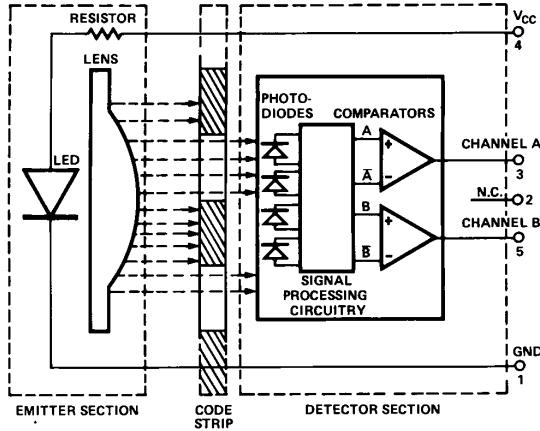 RESISTOR
VCC
4
LENS
PHOTO-
DIODES
COMPARATORS
LED
A
+
CHANNEL A
3
A̅
−
N.C.
2
B
+
CHANNEL B
5
B̅
−
SIGNAL
PROCESSING
CIRCUITRY
GND
1
EMITTER SECTION
CODE
STRIP
DETECTOR SECTION